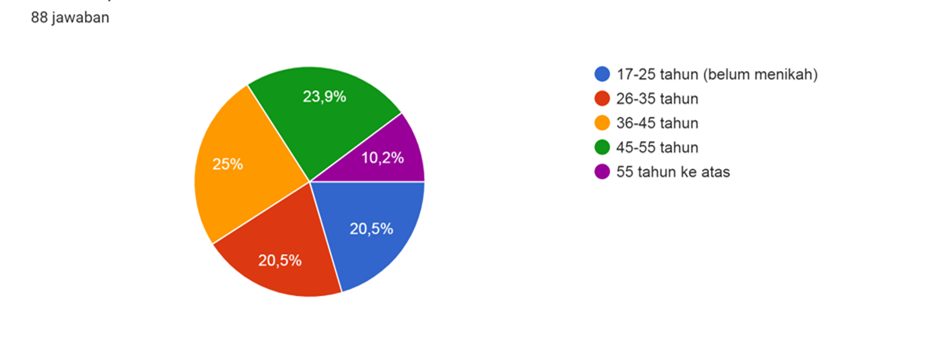 88 jawaban
17-25 tahun (belum menikah)
26-35 tahun
36-45 tahun
45-55 tahun
55 tahun ke atas
23,9%
10,2%
25%
20,5%
20,5%